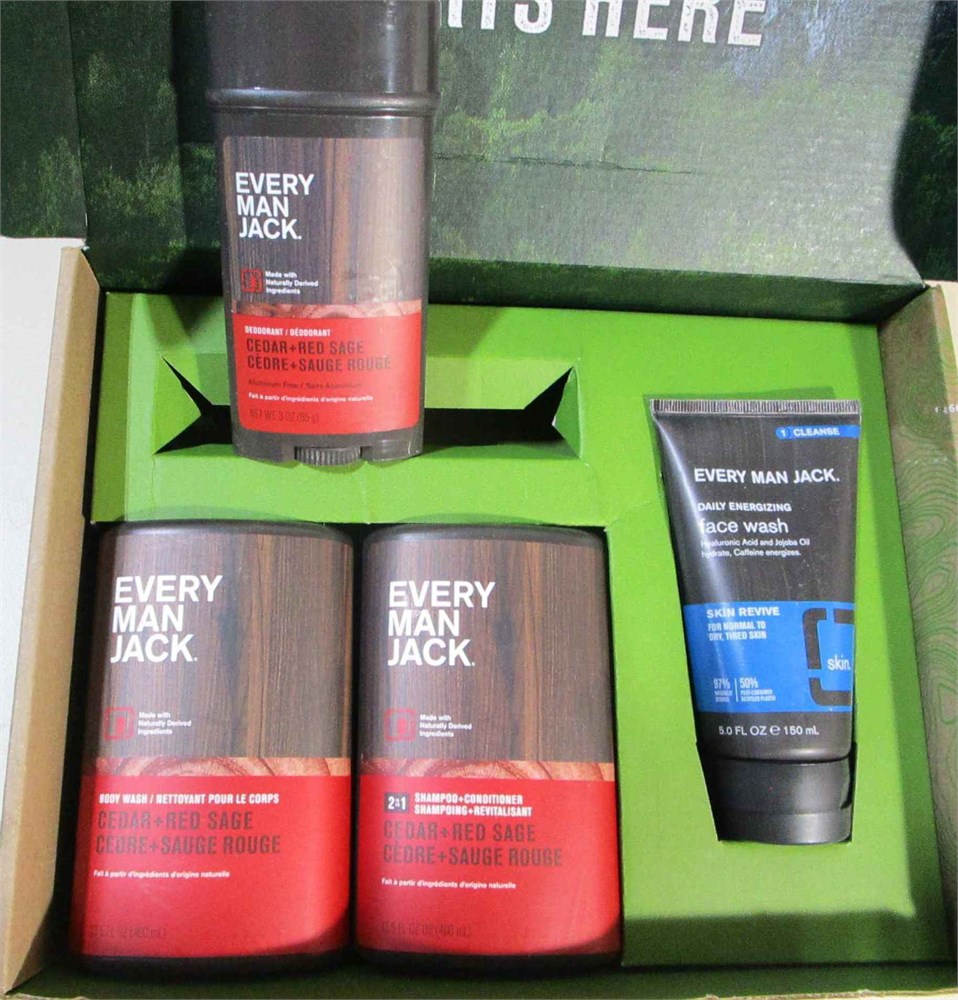 HERE
EVERY
MAN
JACK.
Made with
Naturally Derived
Ingredients
DEODORANT / DÉODORANT
CEDAR+RED SAGE
CÈDRE+SAUGE ROUGE
Aluminum Free / Sans Aluminium
Fait à partir d'ingrédients d'origine naturelle
NET WT. 3 OZ (85 g)
1 CLEANSE
EVERY MAN JACK.
DAILY ENERGIZING
face wash
Hyaluronic Acid and Jojoba Oil
hydrate, Caffeine energizes.
SKIN REVIVE
FOR NORMAL TO
DRY, TIRED SKIN
skin.
97% 50%
5.0 FL OZ ℮ 150 mL
EVERY
MAN
JACK.
Made with
Naturally Derived
Ingredients
BODY WASH / NETTOYANT POUR LE CORPS
CEDAR+RED SAGE
CÈDRE+SAUGE ROUGE
Fait à partir d'ingrédients d'origine naturelle
EVERY
MAN
JACK.
Made with
Naturally Derived
Ingredients
2in1 SHAMPOO+CONDITIONER
SHAMPOING+REVITALISANT
CEDAR+RED SAGE
CÈDRE+SAUGE ROUGE
Fait à partir d'ingrédients d'origine naturelle